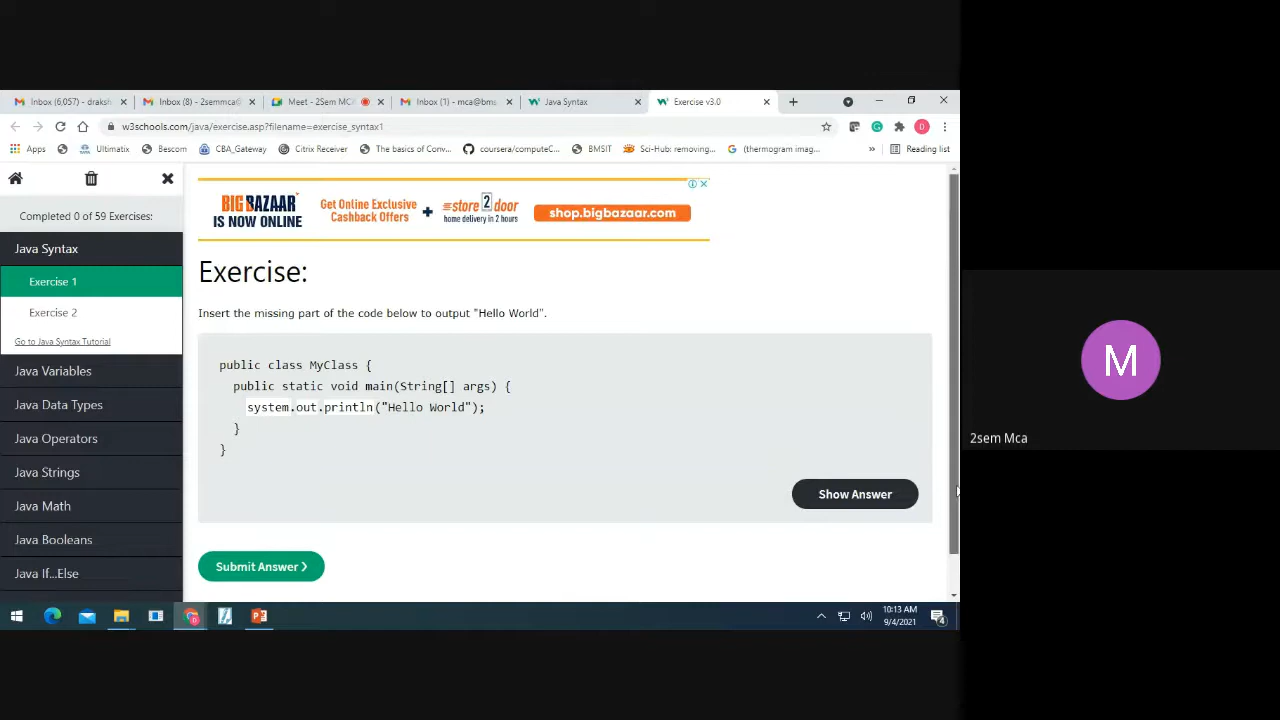 Inbox (6,057) - draksh
Inbox (8) - 2semmca@
Meet - 2Sem MC
Inbox (1) - mca@bms
Java Syntax
Exercise v3.0
w3schools.com/java/exercise.asp?filename=exercise_syntax1
D
Apps
Ultimatix
Bescom
CBA_Gateway
Citrix Receiver
The basics of Conv...
coursera/computeC...
BMSIT
Sci-Hub: removing...
(thermogram imag...
»
Reading list
Completed 0 of 59 Exercises:
Java Syntax
Exercise 1
Exercise 2
Go to Java Syntax Tutorial
Java Variables
Java Data Types
Java Operators
Java Strings
Java Math
Java Booleans
Java If...Else
BIG BAZAAR
IS NOW ONLINE
Get Online Exclusive
Cashback Offers
+
store 2 door
home delivery in 2 hours
shop.bigbazaar.com
Exercise:
Insert the missing part of the code below to output "Hello World".
public class MyClass {
public static void main(String[] args) {
system.out.println("Hello World");
}
}
Show Answer
Submit Answer ❯
10:13 AM
9/4/2021
4
M
2sem Mca